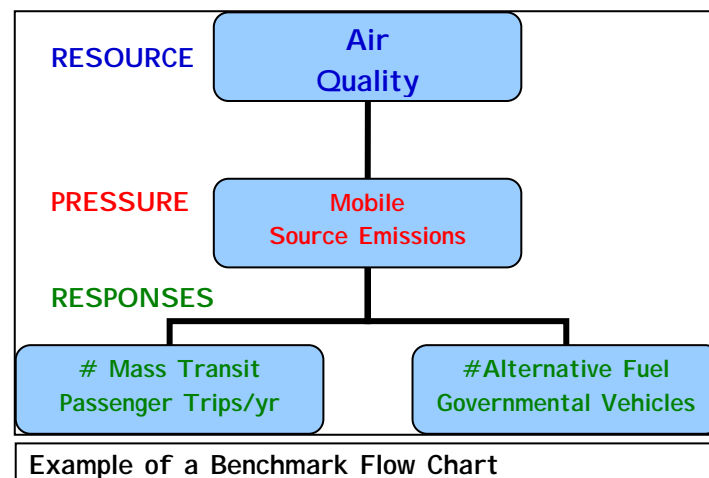 RESOURCE
Air
Quality
PRESSURE
Mobile
Source Emissions
RESPONSES
# Mass Transit
Passenger Trips/yr
#Alternative Fuel
Governmental Vehicles
Example of a Benchmark Flow Chart